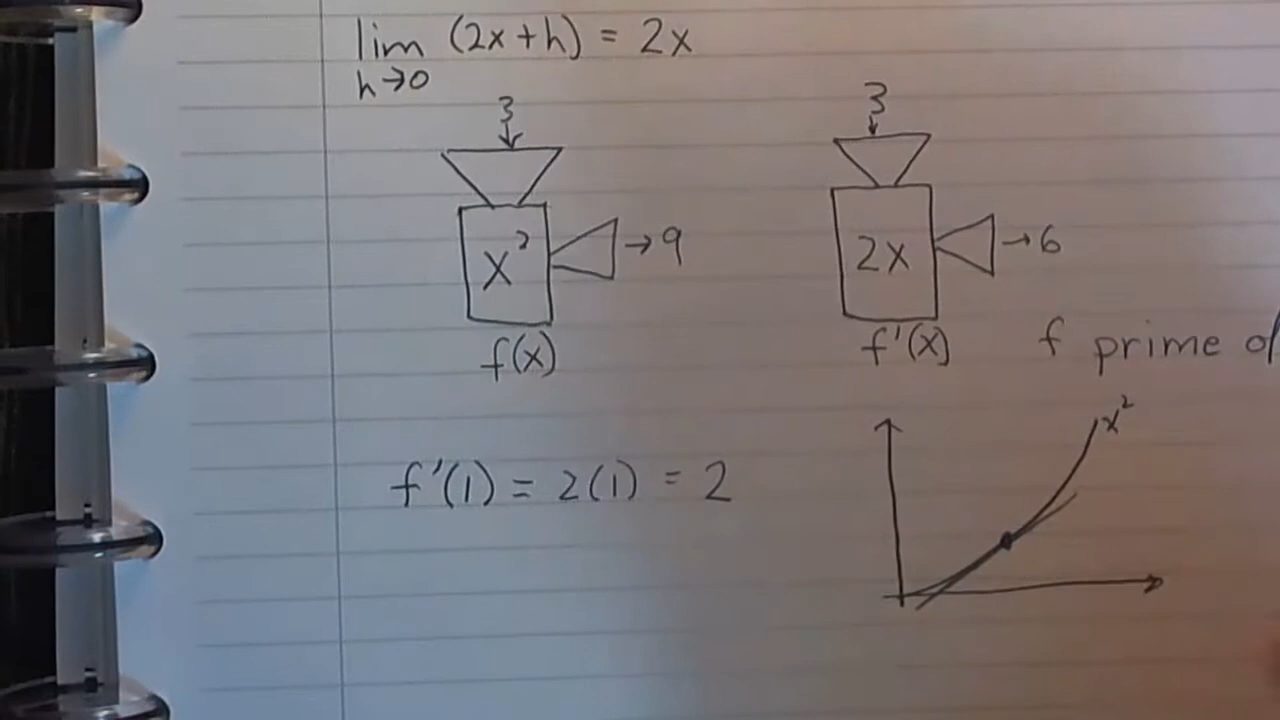 lim (2x+h) = 2x
h→0
3
3
x² →9
2x →6
f(x)
f'(x) f prime of
x²
f'(1) = 2(1) = 2